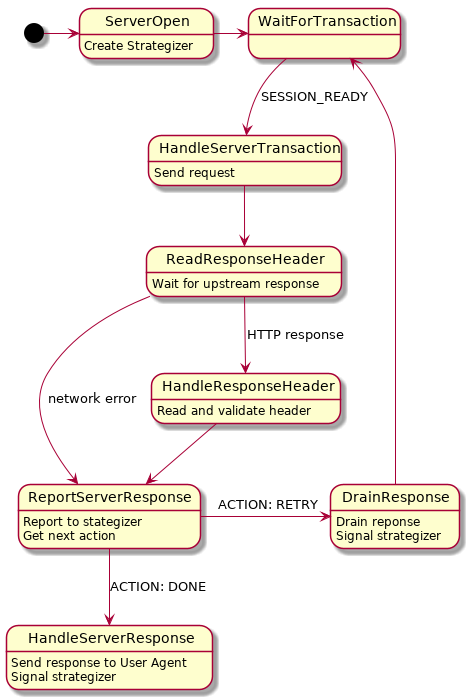 ServerOpen
Create Strategizer
WaitForTransaction
SESSION_READY
HandleServerTransaction
Send request
ReadResponseHeader
Wait for upstream response
HTTP response
network error
HandleResponseHeader
Read and validate header
ReportServerResponse
Report to stategizer
Get next action
ACTION: RETRY
DrainResponse
Drain reponse
Signal strategizer
ACTION: DONE
HandleServerResponse
Send response to User Agent
Signal strategizer